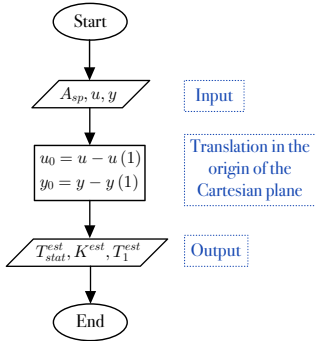 Start
A_{sp}, u, y
Input
u_0 = u − u (1)
y_0 = y − y (1)
Translation in the
origin of the
Cartesian plane
T_{stat}^{est}, K^{est}, T_1^{est}
Output
End